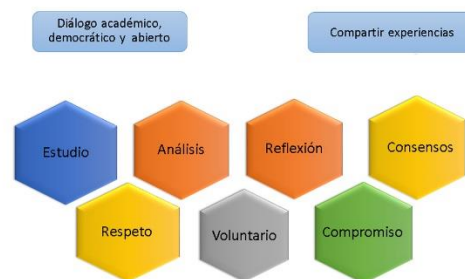 Diálogo académico,
democrático y abierto
Compartir experiencias
Estudio
Análisis
Reflexión
Consensos
Respeto
Voluntario
Compromiso